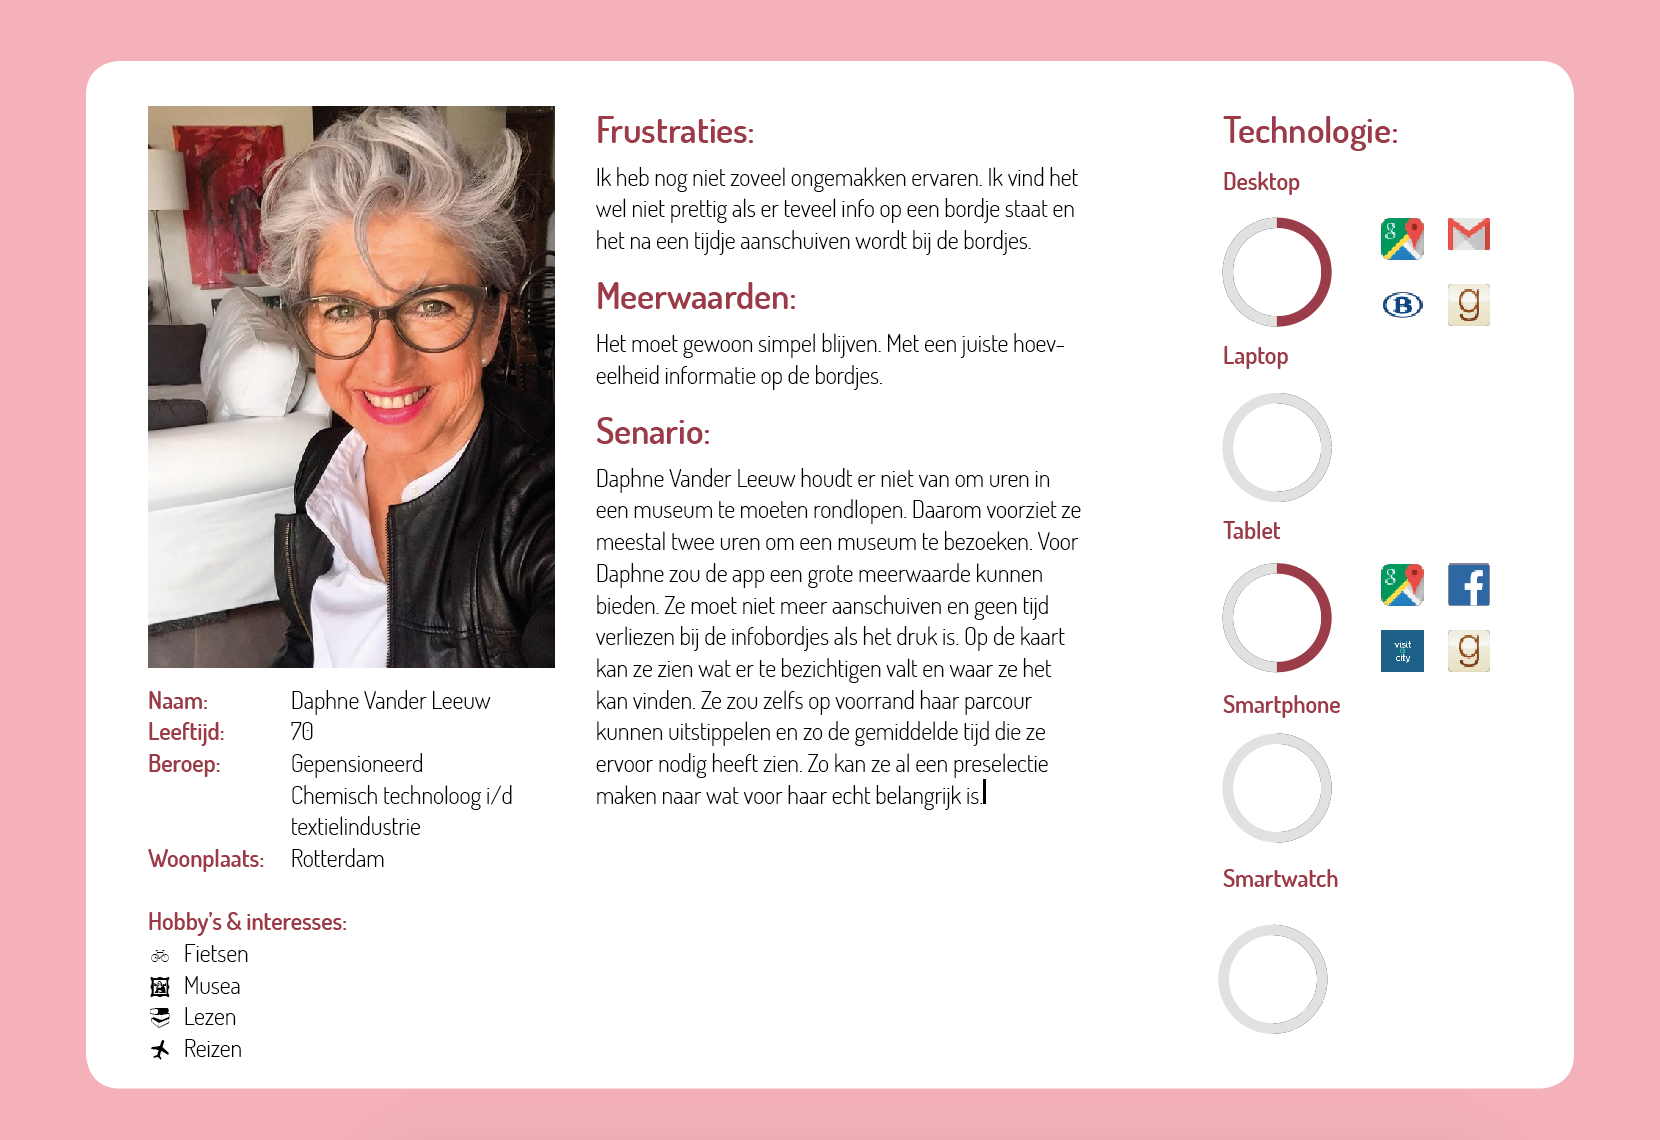 Frustraties:
Ik heb nog niet zoveel ongemakken ervaren. Ik vind het
wel niet prettig als er teveel info op een bordje staat en
het na een tijdje aanschuiven wordt bij de bordjes.
Meerwaarden:
Het moet gewoon simpel blijven. Met een juiste hoev-
eelheid informatie op de bordjes.
Senario:
Daphne Vander Leeuw houdt er niet van om uren in
een museum te moeten rondlopen. Daarom voorziet ze
meestal twee uren om een museum te bezoeken. Voor
Daphne zou de app een grote meerwaarde kunnen
bieden. Ze moet niet meer aanschuiven en geen tijd
verliezen bij de infobordjes als het druk is. Op de kaart
kan ze zien wat er te bezichtigen valt en waar ze het
kan vinden. Ze zou zelfs op voorrand haar parcour
kunnen uitstippelen en zo de gemiddelde tijd die ze
ervoor nodig heeft zien. Zo kan ze al een preselectie
maken naar wat voor haar echt belangrijk is.
Naam: Daphne Vander Leeuw
Leeftijd: 70
Beroep: Gepensioneerd
Chemisch technoloog i/d
textielindustrie
Woonplaats: Rotterdam
Hobby's & interesses:
Fietsen
Musea
Lezen
Reizen
Technologie:
Desktop
g
B
g
Laptop
Tablet
g
f
visit
a
city
g
Smartphone
Smartwatch